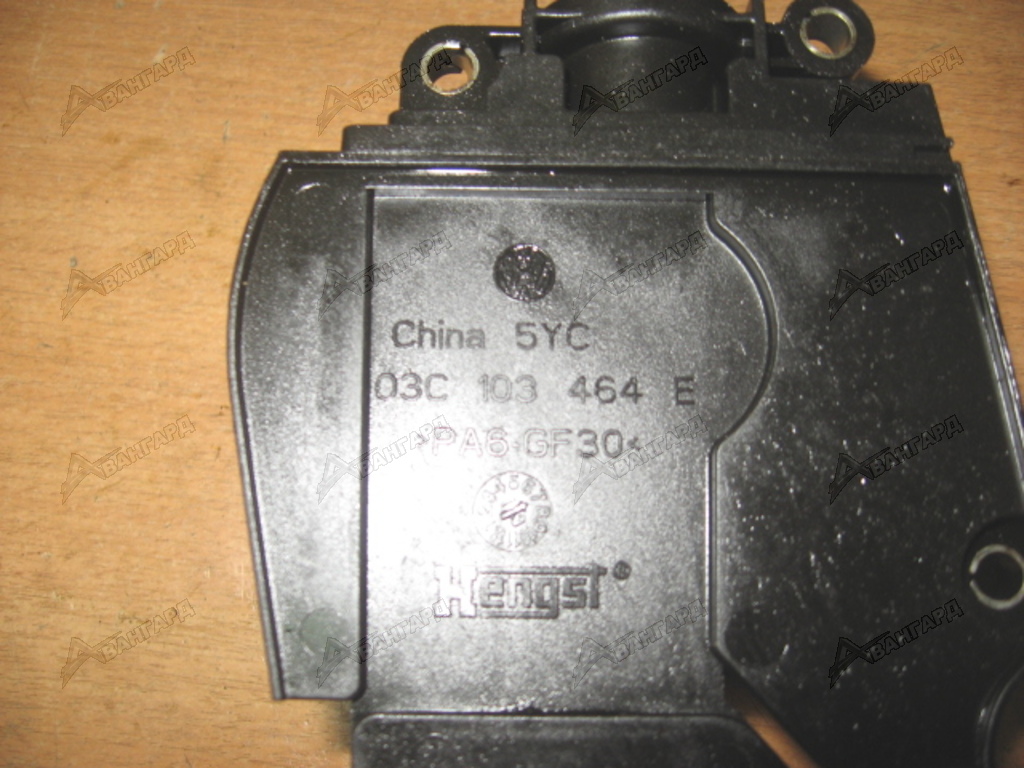 China 5YC
03C 103 464 E
>PA6-GF30<
Hengst®
АВАНГАРД